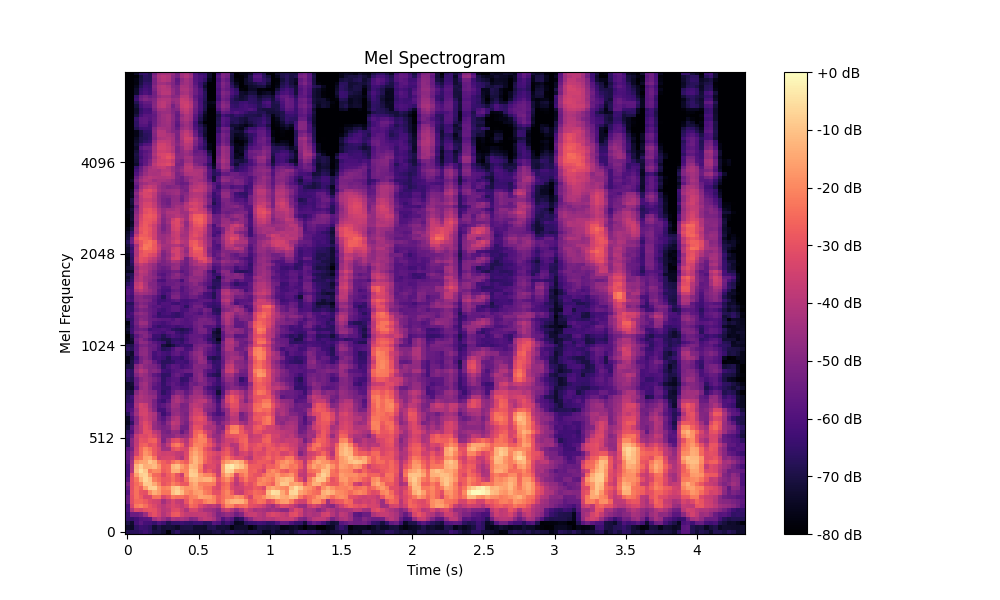 Mel Spectrogram
+0 dB
-10 dB
-20 dB
-30 dB
-40 dB
-50 dB
-60 dB
-70 dB
-80 dB
Mel Frequency
4096
2048
1024
512
0
0 0.5 1 1.5 2 2.5 3 3.5 4
Time (s)